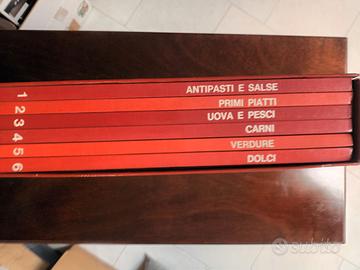 1 ANTIPASTI E SALSE
2 PRIMI PIATTI
3 UOVA E PESCI
4 CARNI
5 VERDURE
6 DOLCI
subito